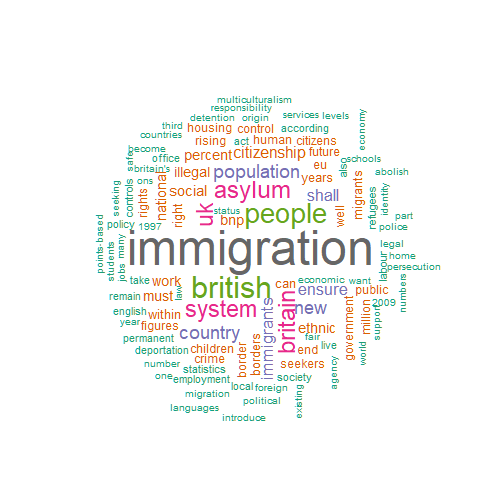 multiculturalism
responsibility
detention origin services levels
third housing control according
countries rising act human citizens economy
become percent citizenship future also schools
safe britain's office illegal population eu years migrants abolish
seeking controls ons national social asylum shall refugees identity
rights right uk status bnp people well part
policy 1997 police
points-based students many immigration legal
jobs home
labour persecution
take work law british can economic want
remain must system immigrants britain ensure public 2009 numbers
english within new government million support
year figures country ethnic
permanent fair
deportation children border borders end live world
number crime seekers
one statistics society agency
employment local foreign
migration political existing
languages
introduce